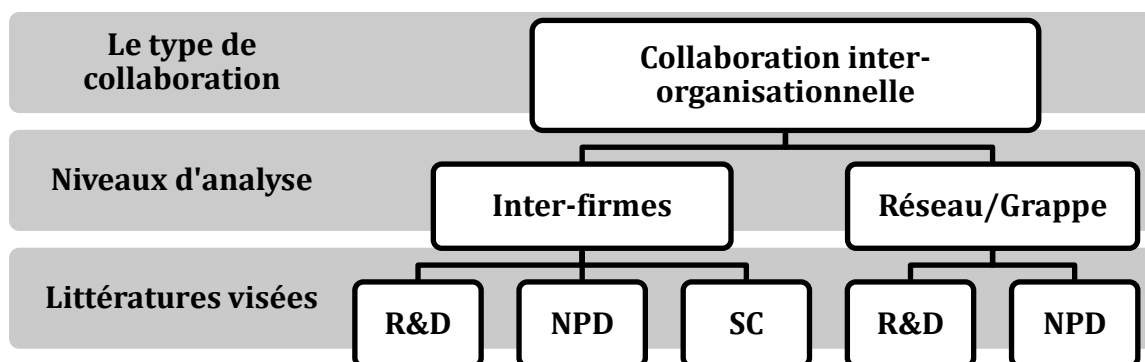 Le type de
collaboration
Collaboration inter-
organisationnelle
Niveaux d'analyse
Inter-firmes
Réseau/Grappe
Littératures visées
R&D
NPD
SC
R&D
NPD